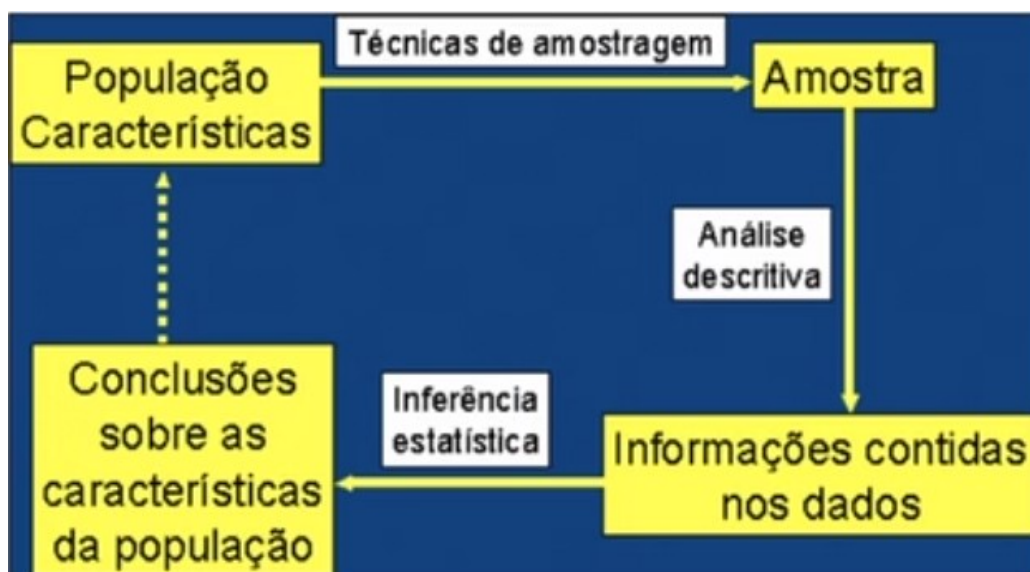 Técnicas de amostragem
População
Características
Amostra
Análise
descritiva
Informações contidas
nos dados
Inferência
estatística
Conclusões
sobre as
características
da população